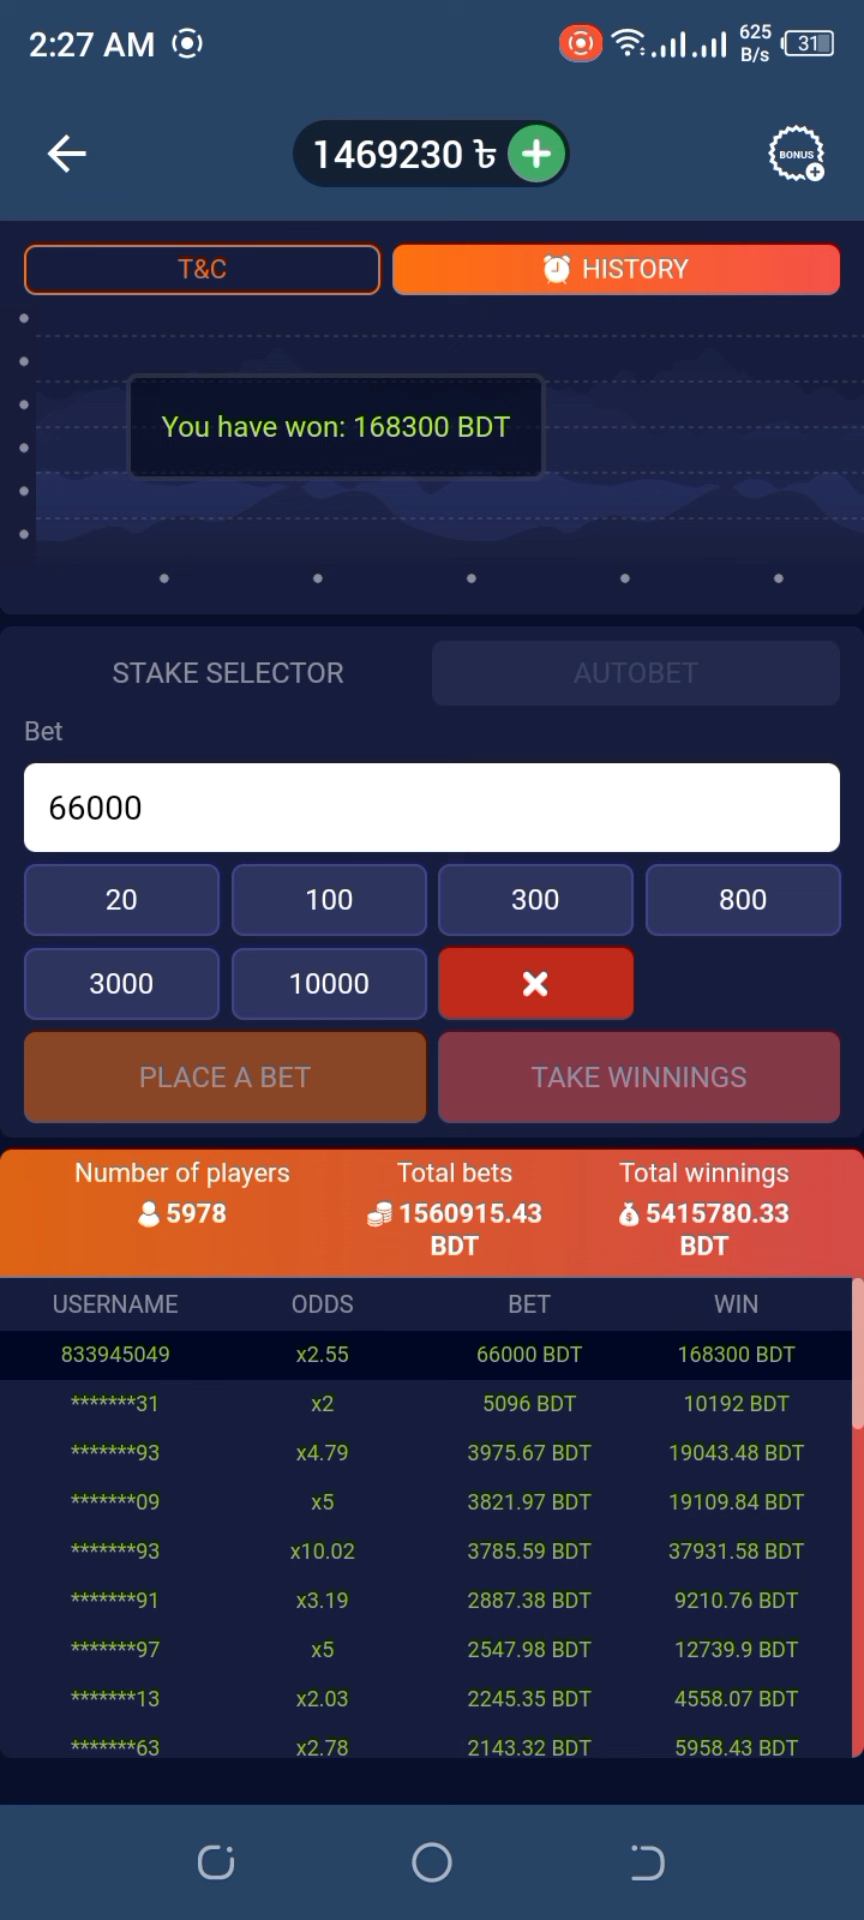 2:27 AM
625
B/s
31
1469230 ৳
BONUS
T&C
HISTORY
You have won: 168300 BDT
STAKE SELECTOR
AUTOBET
Bet
66000
20 100 300 800
3000 10000
PLACE A BET
TAKE WINNINGS
Number of players Total bets Total winnings
5978 1560915.43 5415780.33
BDT BDT
USERNAME ODDS BET WIN
833945049 x2.55 66000 BDT 168300 BDT
*******31 x2 5096 BDT 10192 BDT
*******93 x4.79 3975.67 BDT 19043.48 BDT
*******09 x5 3821.97 BDT 19109.84 BDT
*******93 x10.02 3785.59 BDT 37931.58 BDT
*******91 x3.19 2887.38 BDT 9210.76 BDT
*******97 x5 2547.98 BDT 12739.9 BDT
*******13 x2.03 2245.35 BDT 4558.07 BDT
*******63 x2.78 2143.32 BDT 5958.43 BDT